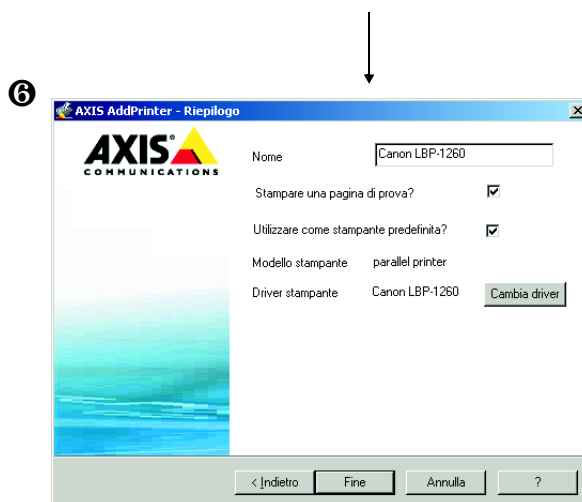 ❻
AXIS AddPrinter - Riepilogo
AXIS
COMMUNICATIONS
Nome Canon LBP-1260
Stampare una pagina di prova?
Utilizzare come stampante predefinita?
Modello stampante parallel printer
Driver stampante Canon LBP-1260 Cambia driver
< Indietro Fine Annulla ?